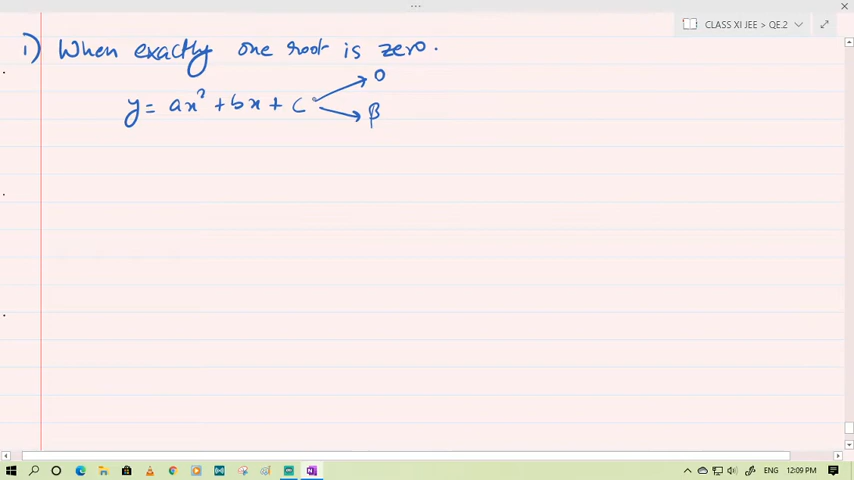 CLASS XI JEE > QE.2
1) When exactly one root is zero.
0
y = ax² + bx + c
β
ENG 12:09 PM